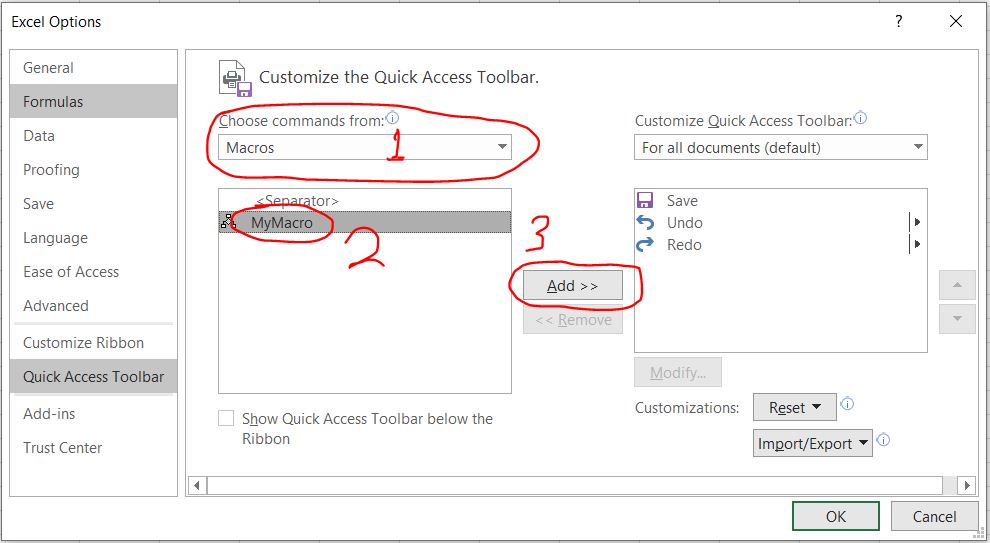 Excel Options
?
General
Formulas
Data
Proofing
Save
Language
Ease of Access
Advanced
Customize Ribbon
Quick Access Toolbar
Add-ins
Trust Center
Customize the Quick Access Toolbar.
Choose commands from:
Macros
1
<Separator>
MyMacro
2
Show Quick Access Toolbar below the
Ribbon
3
Add >>
<< Remove
Customize Quick Access Toolbar:
For all documents (default)
Save
Undo
Redo
Modify...
Customizations:
Reset
Import/Export
OK
Cancel